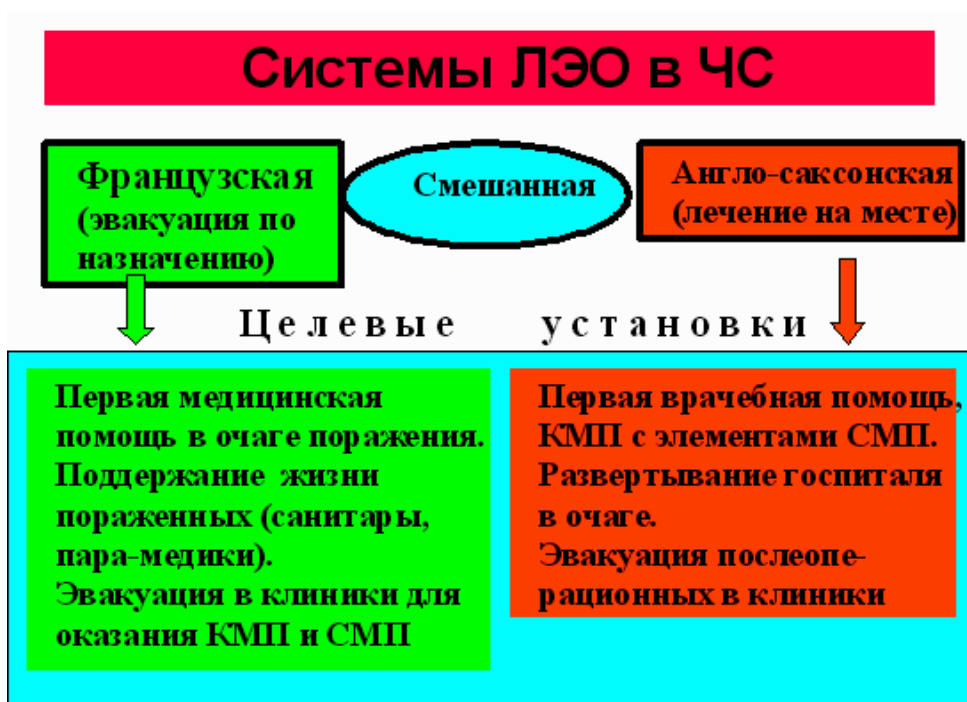 Системы ЛЭО в ЧС
Французская
(эвакуация по
назначению)
Смешанная
Англо-саксонская
(лечение на месте)
Целевые установки
Первая медицинская
помощь в очаге поражения.
Поддержание жизни
пораженных (санитары,
пара-медики).
Эвакуация в клиники для
оказания КМП и СМП
Первая врачебная помощь,
КМП с элементами СМП.
Развертывание госпиталя
в очаге.
Эвакуация послеопе-
рационных в клиники